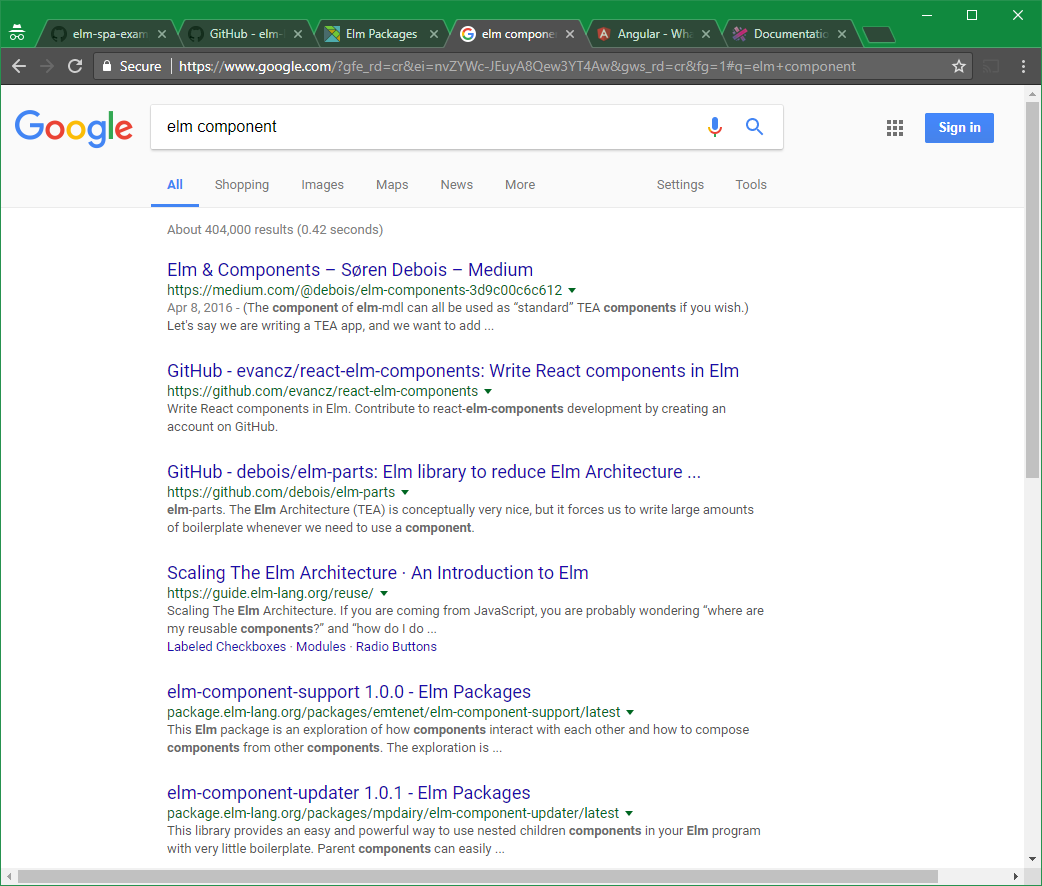 elm-spa-exam
GitHub - elm-
Elm Packages
elm compone
Angular - Wha
Documentatio
Secure
https://www.google.com/?gfe_rd=cr&ei=nvZYWc-JEuyA8Qew3YT4Aw&gws_rd=cr&fg=1#q=elm+component
Google
elm component
Sign in
All Shopping Images Maps News More Settings Tools
About 404,000 results (0.42 seconds)
Elm & Components – Søren Debois – Medium
https://medium.com/@debois/elm-components-3d9c00c6c612
Apr 8, 2016 - (The component of elm-mdl can all be used as “standard” TEA components if you wish.)
Let's say we are writing a TEA app, and we want to add ...
GitHub - evancz/react-elm-components: Write React components in Elm
https://github.com/evancz/react-elm-components
Write React components in Elm. Contribute to react-elm-components development by creating an
account on GitHub.
GitHub - debois/elm-parts: Elm library to reduce Elm Architecture ...
https://github.com/debois/elm-parts
elm-parts. The Elm Architecture (TEA) is conceptually very nice, but it forces us to write large amounts
of boilerplate whenever we need to use a component.
Scaling The Elm Architecture · An Introduction to Elm
https://guide.elm-lang.org/reuse/
Scaling The Elm Architecture. If you are coming from JavaScript, you are probably wondering “where are
my reusable components?” and “how do I do ...
Labeled Checkboxes · Modules · Radio Buttons
elm-component-support 1.0.0 - Elm Packages
package.elm-lang.org/packages/emtenet/elm-component-support/latest
This Elm package is an exploration of how components interact with each other and how to compose
components from other components. The exploration is ...
elm-component-updater 1.0.1 - Elm Packages
package.elm-lang.org/packages/mpdairy/elm-component-updater/latest
This library provides an easy and powerful way to use nested children components in your Elm program
with very little boilerplate. Parent components can easily ...